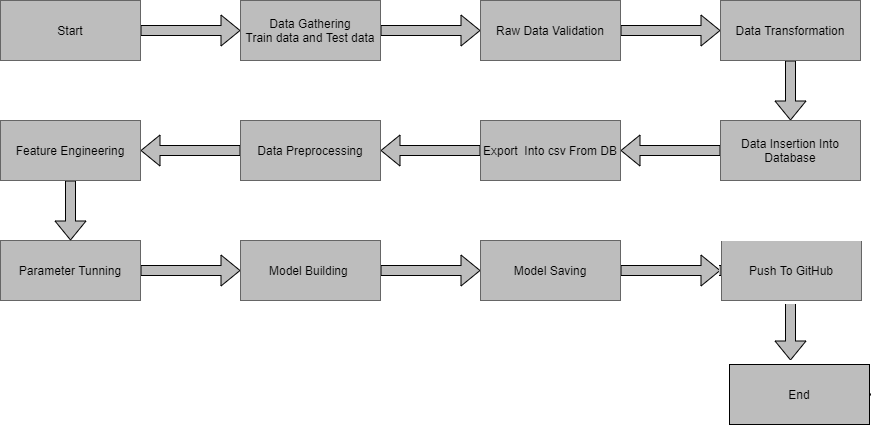 Start
Data Gathering
Train data and Test data
Raw Data Validation
Data Transformation
Data Insertion Into
Database
Export Into csv From DB
Data Preprocessing
Feature Engineering
Parameter Tunning
Model Building
Model Saving
Push To GitHub
End